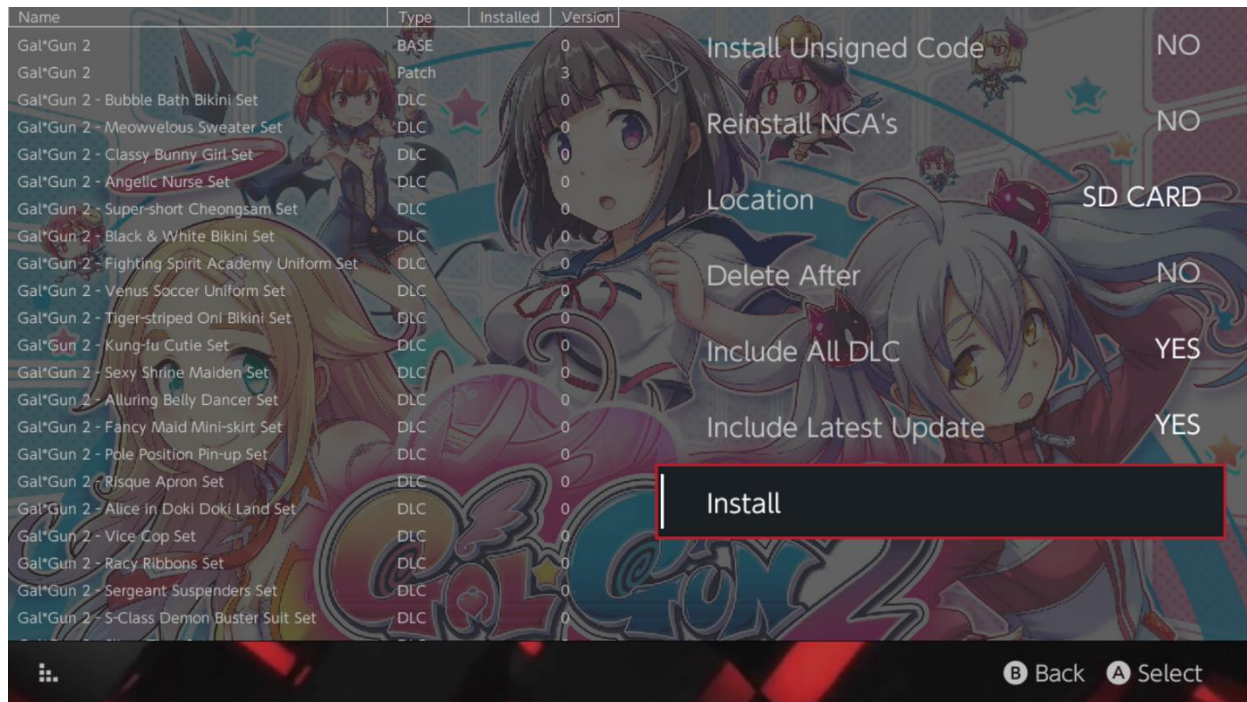 Name Type Installed Version
Gal*Gun 2 BASE 0
Gal*Gun 2 Patch 3
Gal*Gun 2 - Bubble Bath Bikini Set DLC 0
Gal*Gun 2 - Meowvelous Sweater Set DLC 0
Gal*Gun 2 - Classy Bunny Girl Set DLC 0
Gal*Gun 2 - Angelic Nurse Set DLC 0
Gal*Gun 2 - Super-short Cheongsam Set DLC 0
Gal*Gun 2 - Black & White Bikini Set DLC 0
Gal*Gun 2 - Fighting Spirit Academy Uniform Set DLC 0
Gal*Gun 2 - Venus Soccer Uniform Set DLC 0
Gal*Gun 2 - Tiger-striped Oni Bikini Set DLC 0
Gal*Gun 2 - Kung-fu Cutie Set DLC 0
Gal*Gun 2 - Sexy Shrine Maiden Set DLC 0
Gal*Gun 2 - Alluring Belly Dancer Set DLC 0
Gal*Gun 2 - Fancy Maid Mini-skirt Set DLC 0
Gal*Gun 2 - Pole Position Pin-up Set DLC 0
Gal*Gun 2 - Risque Apron Set DLC 0
Gal*Gun 2 - Alice in Doki Doki Land Set DLC 0
Gal*Gun 2 - Vice Cop Set DLC 0
Gal*Gun 2 - Racy Ribbons Set DLC 0
Gal*Gun 2 - Sergeant Suspenders Set DLC 0
Gal*Gun 2 - S-Class Demon Buster Suit Set DLC 0
Install Unsigned Code NO
Reinstall NCA's NO
Location SD CARD
Delete After NO
Include All DLC YES
Include Latest Update YES
Install
GAL*GUN 2
B Back A Select